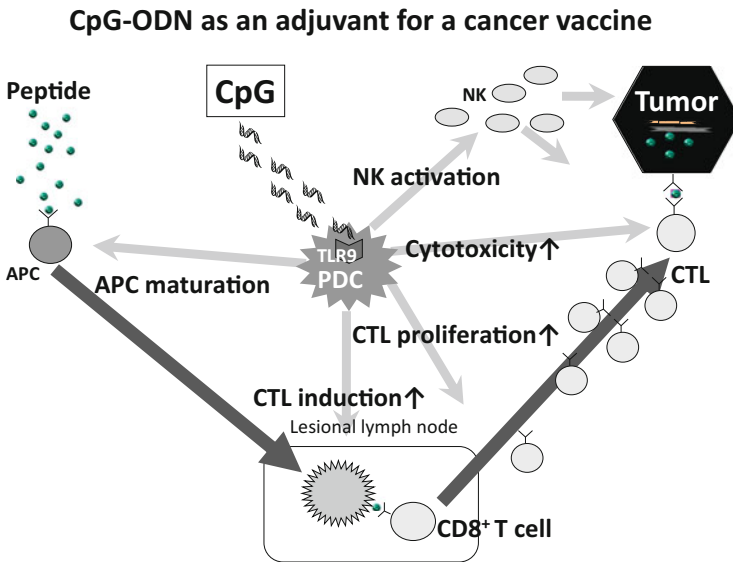 CpG-ODN as an adjuvant for a cancer vaccine
Peptide
CpG
NK
Tumor
NK activation
TLR9
PDC
Cytotoxicity↑
APC
APC maturation
CTL
CTL proliferation↑
CTL induction↑
Lesional lymph node
CD8⁺ T cell